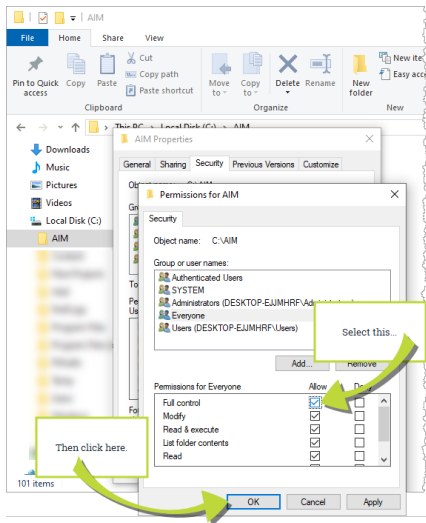 AIM
File Home Share View
Pin to Quick access
Copy
Paste
Cut
Copy path
Paste shortcut
Move to
Copy to
Delete
Rename
New folder
New ite
Easy acc
Clipboard Organize New
This PC > Local Disk (C:) > AIM
Downloads
Music
Pictures
Videos
Local Disk (C:)
AIM
101 items
AIM Properties
General Sharing Security Previous Versions Customize
Permissions for AIM
Security
Object name: C:\AIM
Group or user names:
Authenticated Users
SYSTEM
Administrators (DESKTOP-EJJMHRF\Administrators)
Everyone
Users (DESKTOP-EJJMHRF\Users)
Select this...
Add... Remove
Permissions for Everyone Allow Deny
Full control
Modify
Read & execute
List folder contents
Read
Then click here.
OK Cancel Apply